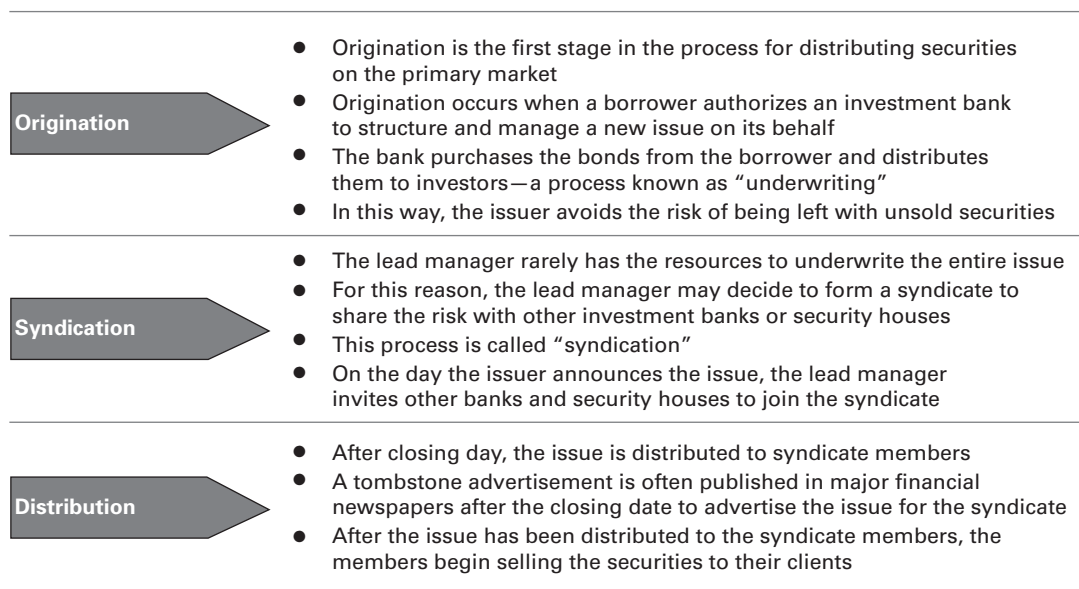 Origination
● Origination is the first stage in the process for distributing securities
on the primary market
● Origination occurs when a borrower authorizes an investment bank
to structure and manage a new issue on its behalf
● The bank purchases the bonds from the borrower and distributes
them to investors—a process known as “underwriting”
● In this way, the issuer avoids the risk of being left with unsold securities
Syndication
● The lead manager rarely has the resources to underwrite the entire issue
● For this reason, the lead manager may decide to form a syndicate to
share the risk with other investment banks or security houses
● This process is called “syndication”
● On the day the issuer announces the issue, the lead manager
invites other banks and security houses to join the syndicate
Distribution
● After closing day, the issue is distributed to syndicate members
● A tombstone advertisement is often published in major financial
newspapers after the closing date to advertise the issue for the syndicate
● After the issue has been distributed to the syndicate members, the
members begin selling the securities to their clients